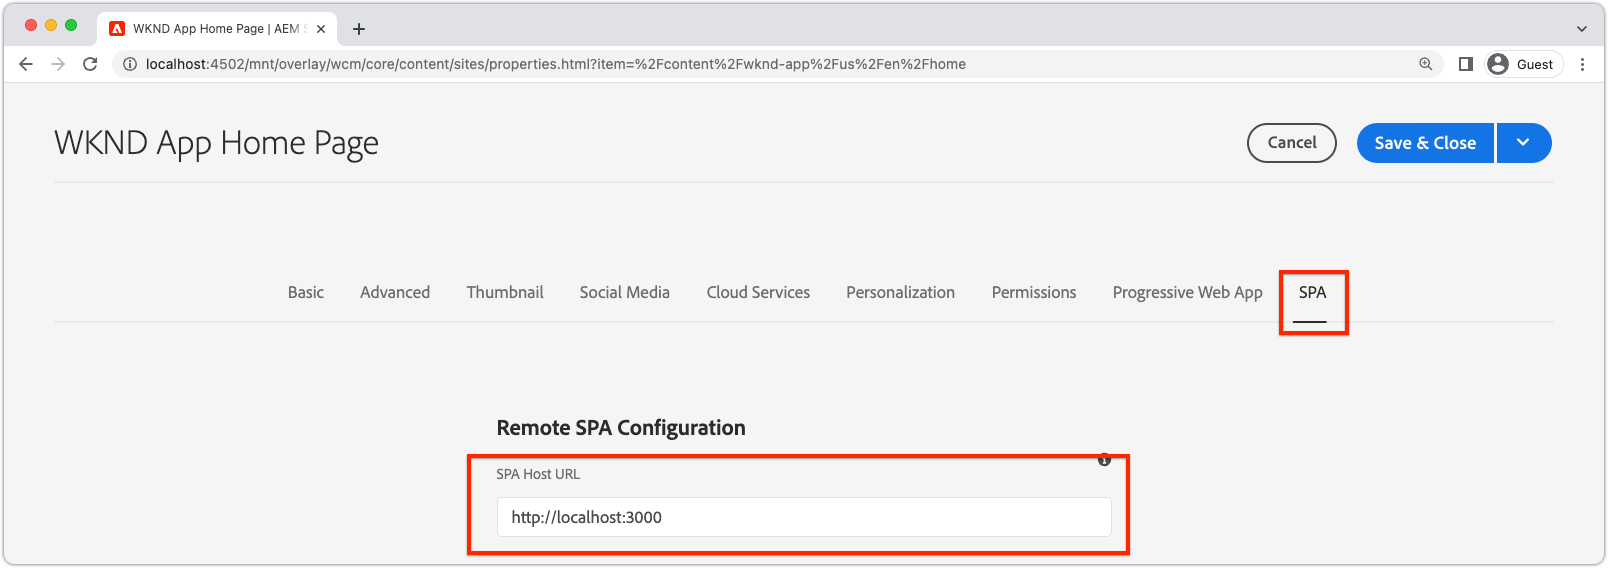 WKND App Home Page | AEM S
localhost:4502/mnt/overlay/wcm/core/content/sites/properties.html?item=%2Fcontent%2Fwknd-app%2Fus%2Fen%2Fhome
Guest
WKND App Home Page
Cancel
Save & Close
Basic
Advanced
Thumbnail
Social Media
Cloud Services
Personalization
Permissions
Progressive Web App
SPA
Remote SPA Configuration
SPA Host URL
http://localhost:3000